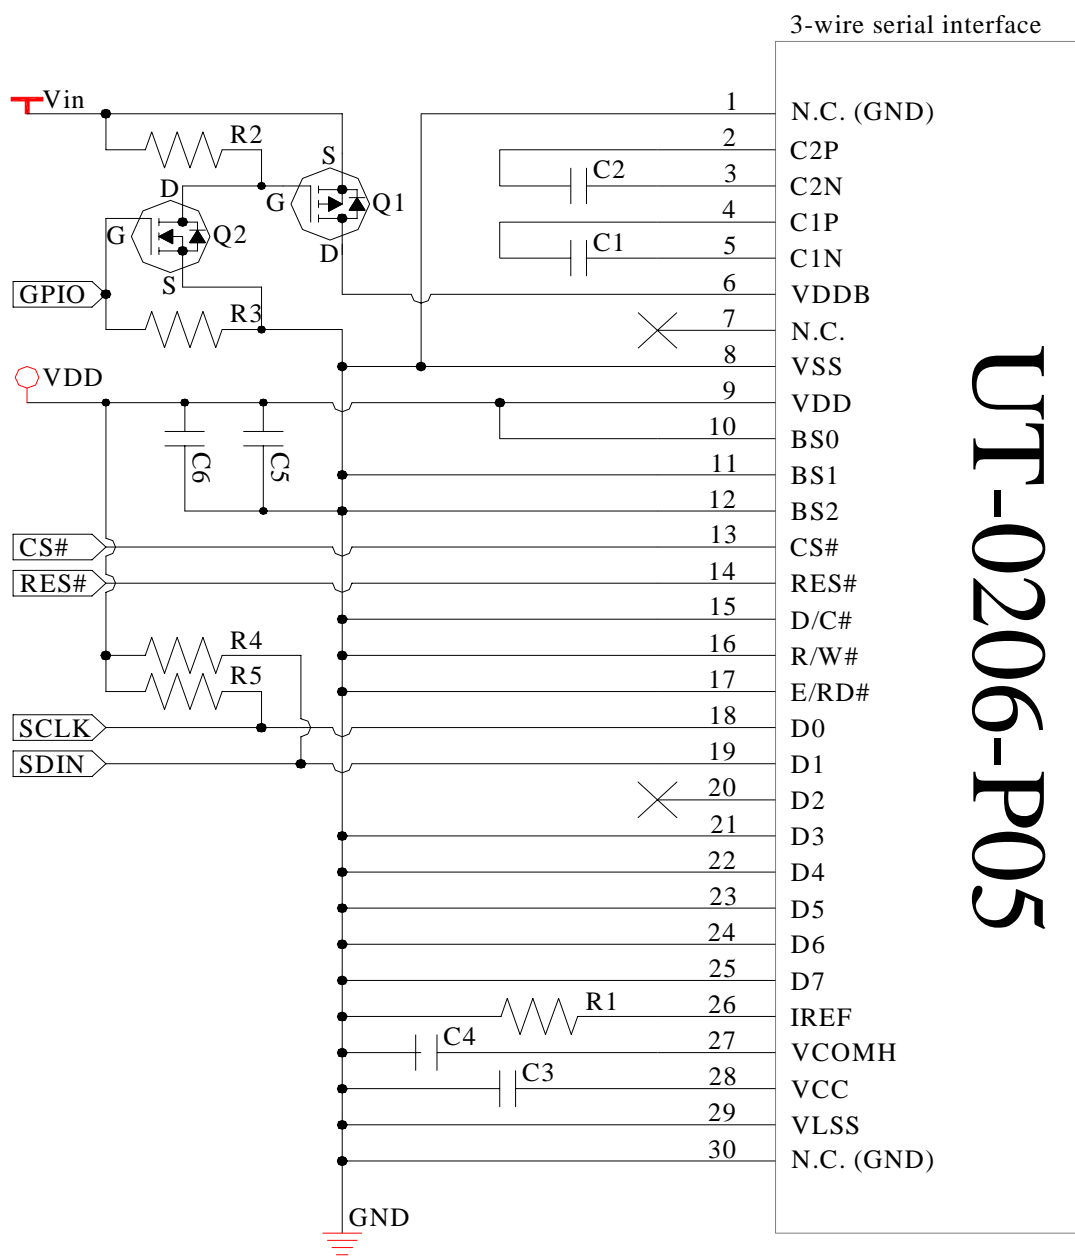 3-wire serial interface
Vin
1 N.C. (GND)
R2
2 C2P
S
C2
3 C2N
D
G
Q1
4 C1P
G
Q2
C1
5 C1N
D
S
GPIO
6 VDDB
R3
7 N.C.
8 VSS
VDD
9 VDD
10 BS0
C6
C5
11 BS1
12 BS2
CS#
13 CS#
RES#
14 RES#
15 D/C#
R4
16 R/W#
R5
17 E/RD#
SCLK
18 D0
SDIN
19 D1
20 D2
21 D3
22 D4
23 D5
24 D6
25 D7
R1
26 IREF
C4
27 VCOMH
C3
28 VCC
29 VLSS
30 N.C. (GND)
GND
UT-0206-P05